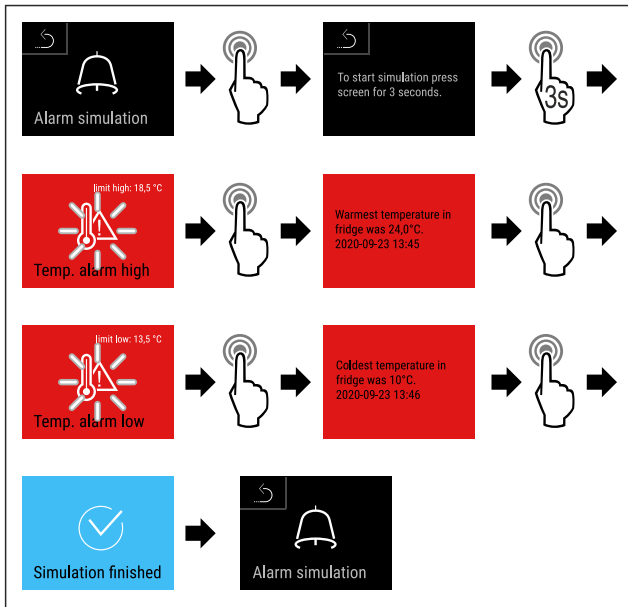 Alarm simulation
To start simulation press
screen for 3 seconds.
3s
limit high: 18,5 °C
Temp. alarm high
Warmest temperature in
fridge was 24,0°C.
2020-09-23 13:45
limit low: 13,5 °C
Temp. alarm low
Coldest temperature in
fridge was 10°C.
2020-09-23 13:46
Simulation finished
Alarm simulation